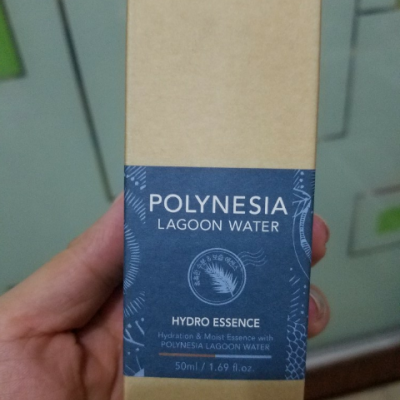 POLYNESIA
LAGOON WATER
HYDRO ESSENCE
Hydration & Moist Essence with
POLYNESIA LAGOON WATER
50ml / 1.69 fl.oz.